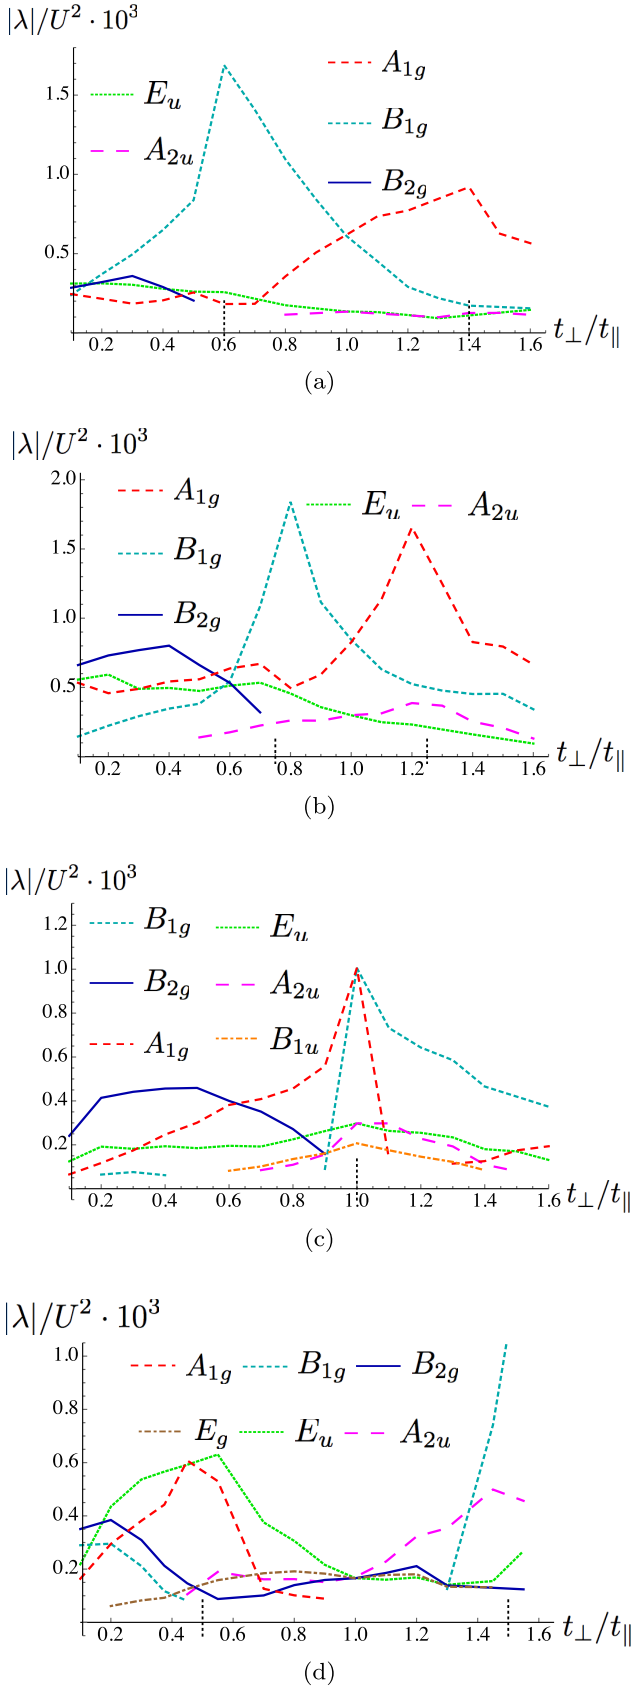 |λ|/U² · 10³
1.5
1.0
0.5
E_u
A_2u
A_1g
B_1g
B_2g
0.2 0.4 0.6 0.8 1.0 1.2 1.4 1.6 t_⊥/t_∥
(a)
|λ|/U² · 10³
2.0
1.5
1.0
0.5
A_1g
B_1g
B_2g
E_u A_2u
0.2 0.4 0.6 0.8 1.0 1.2 1.4 1.6 t_⊥/t_∥
(b)
|λ|/U² · 10³
1.2
1.0
0.8
0.6
0.4
0.2
B_1g E_u
B_2g A_2u
A_1g B_1u
0.2 0.4 0.6 0.8 1.0 1.2 1.4 1.6 t_⊥/t_∥
(c)
|λ|/U² · 10³
1.0
0.8
0.6
0.4
0.2
A_1g B_1g B_2g
E_g E_u A_2u
0.2 0.4 0.6 0.8 1.0 1.2 1.4 1.6 t_⊥/t_∥
(d)